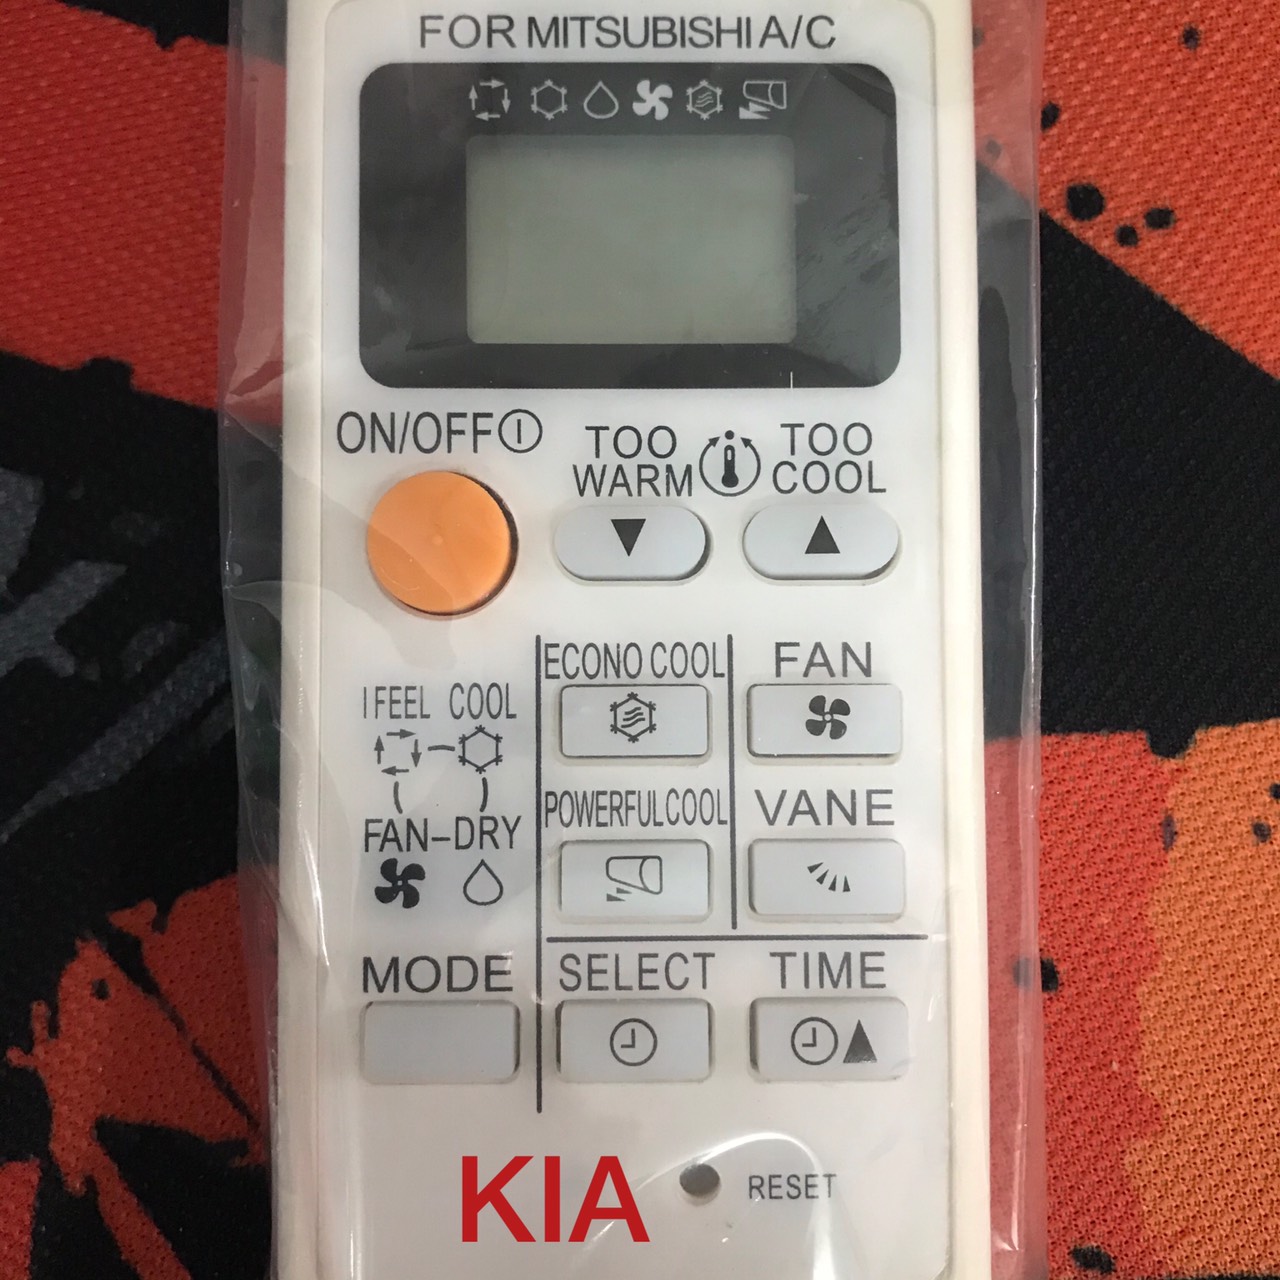 FOR MITSUBISHI A/C
ON/OFF
TOO WARM
TOO COOL
ECONO COOL
FAN
I FEEL COOL
POWERFUL COOL
VANE
FAN-DRY
MODE
SELECT
TIME
KIA
RESET